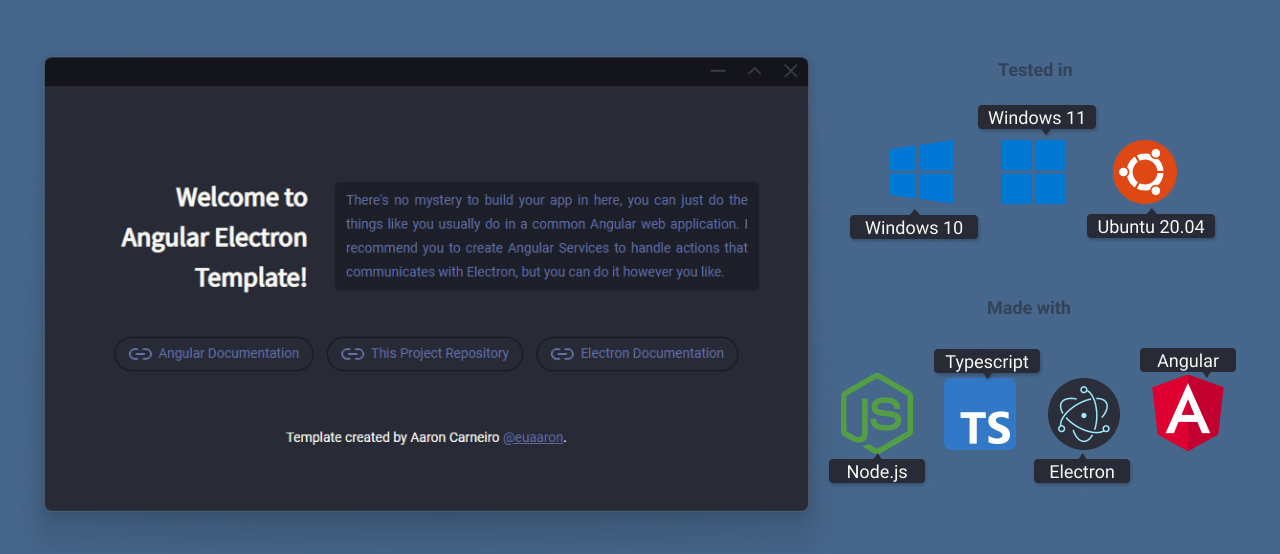 Welcome to
Angular Electron
Template!
There's no mystery to build your app in here, you can just do the
things like you usually do in a common Angular web application. I
recommend you to create Angular Services to handle actions that
communicates with Electron, but you can do it however you like.
Angular Documentation
This Project Repository
Electron Documentation
Template created by Aaron Carneiro @euaaron.
Tested in
Windows 11
Windows 10
Ubuntu 20.04
Made with
Typescript
Angular
JS
TS
A
Node.js
Electron